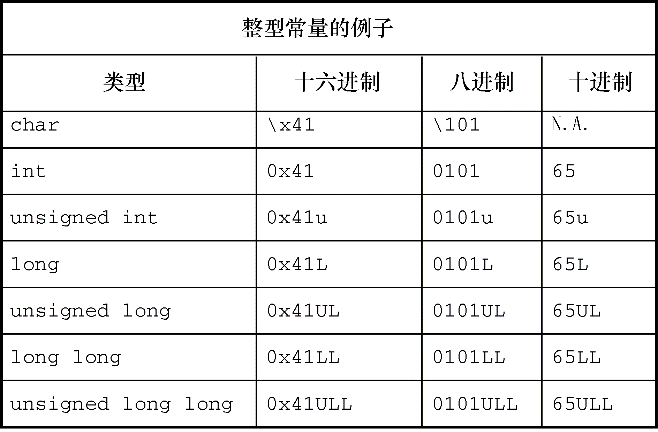 整型常量的例子
类型 十六进制 八进制 十进制
char \x41 \101 N.A.
int 0x41 0101 65
unsigned int 0x41u 0101u 65u
long 0x41L 0101L 65L
unsigned long 0x41UL 0101UL 65UL
long long 0x41LL 0101LL 65LL
unsigned long long 0x41ULL 0101ULL 65ULL